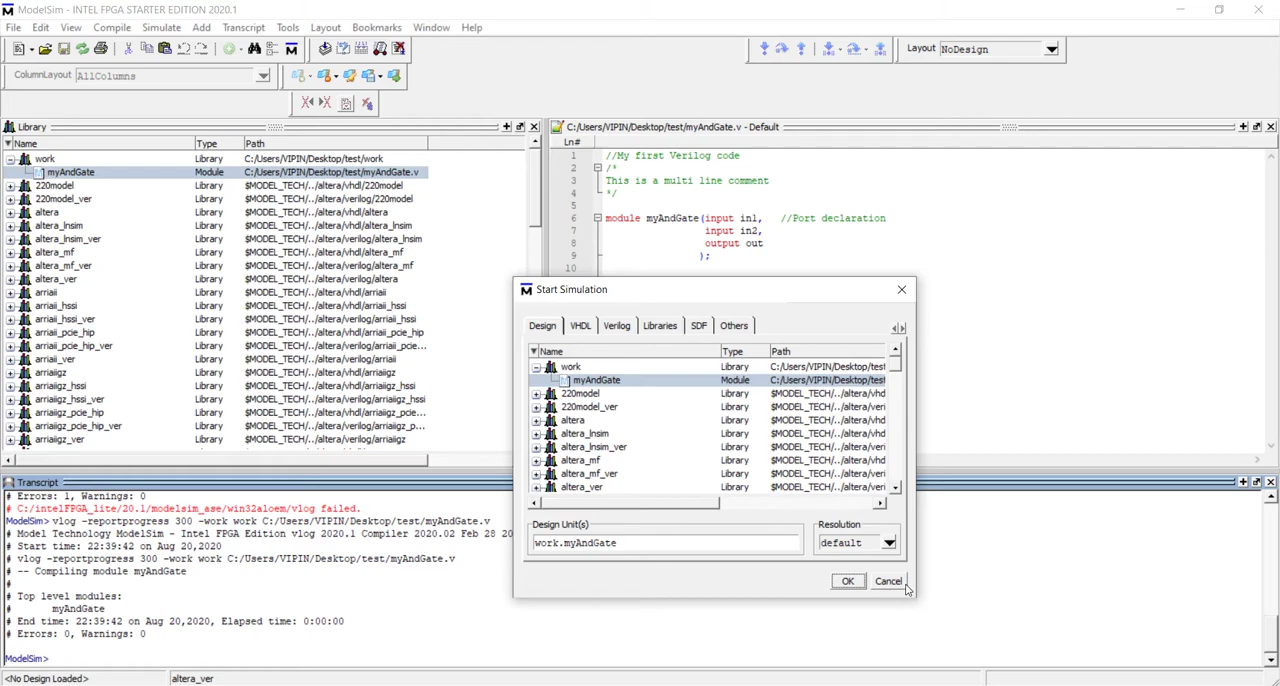 ModelSim - INTEL FPGA STARTER EDITION 2020.1
File Edit View Compile Simulate Add Transcript Tools Layout Bookmarks Window Help
Layout NoDesign
ColumnLayout AllColumns
Library
Name Type Path
work Library C:/Users/VIPIN/Desktop/test/work
myAndGate Module C:/Users/VIPIN/Desktop/test/myAndGate.v
220model Library $MODEL_TECH/../altera/vhdl/220model
220model_ver Library $MODEL_TECH/../altera/verilog/220model
altera Library $MODEL_TECH/../altera/vhdl/altera
altera_lnsim Library $MODEL_TECH/../altera/vhdl/altera_lnsim
altera_lnsim_ver Library $MODEL_TECH/../altera/verilog/altera_lnsim
altera_mf Library $MODEL_TECH/../altera/vhdl/altera_mf
altera_mf_ver Library $MODEL_TECH/../altera/verilog/altera_mf
altera_ver Library $MODEL_TECH/../altera/verilog/altera
arriaii Library $MODEL_TECH/../altera/vhdl/arriaii
arriaii_hssi Library $MODEL_TECH/../altera/vhdl/arriaii_hssi
arriaii_hssi_ver Library $MODEL_TECH/../altera/verilog/arriaii_hssi
arriaii_pcie_hip Library $MODEL_TECH/../altera/vhdl/arriaii_pcie_hip
arriaii_pcie_hip_ver Library $MODEL_TECH/../altera/verilog/arriaii_pcie...
arriaii_ver Library $MODEL_TECH/../altera/verilog/arriaii
arriaiigz Library $MODEL_TECH/../altera/vhdl/arriaiigz
arriaiigz_hssi Library $MODEL_TECH/../altera/vhdl/arriaiigz_hssi
arriaiigz_hssi_ver Library $MODEL_TECH/../altera/verilog/arriaiigz_hssi
arriaiigz_pcie_hip Library $MODEL_TECH/../altera/vhdl/arriaiigz_pcie_hip
arriaiigz_pcie_hip_ver Library $MODEL_TECH/../altera/verilog/arriaiigz_p...
arriaiigz_ver Library $MODEL_TECH/../altera/verilog/arriaiigz
C:/Users/VIPIN/Desktop/test/myAndGate.v - Default
Ln#
1 //My first Verilog code
2 /*
3 This is a multi line comment
4 */
5
6 module myAndGate(input in1, //Port declaration
7 input in2,
8 output out
9 );
10
Start Simulation
Design VHDL Verilog Libraries SDF Others
Name Type Path
work Library C:/Users/VIPIN/Desktop/test
myAndGate Module C:/Users/VIPIN/Desktop/test
220model Library $MODEL_TECH/../altera/vhd
220model_ver Library $MODEL_TECH/../altera/veri
altera Library $MODEL_TECH/../altera/vhd
altera_lnsim Library $MODEL_TECH/../altera/vhd
altera_lnsim_ver Library $MODEL_TECH/../altera/veri
altera_mf Library $MODEL_TECH/../altera/vhd
altera_mf_ver Library $MODEL_TECH/../altera/veri
altera_ver Library $MODEL_TECH/../altera/veri
Design Unit(s) Resolution
work.myAndGate default
OK Cancel
Transcript
# Errors: 1, Warnings: 0
# C:/intelFPGA_lite/20.1/modelsim_ase/win32aloem/vlog failed.
ModelSim> vlog -reportprogress 300 -work work C:/Users/VIPIN/Desktop/test/myAndGate.v
# Model Technology ModelSim - Intel FPGA Edition vlog 2020.1 Compiler 2020.02 Feb 28 20
# Start time: 22:39:42 on Aug 20,2020
# vlog -reportprogress 300 -work work C:/Users/VIPIN/Desktop/test/myAndGate.v
# -- Compiling module myAndGate
#
# Top level modules:
# myAndGate
# End time: 22:39:42 on Aug 20,2020, Elapsed time: 0:00:00
# Errors: 0, Warnings: 0
ModelSim>
<No Design Loaded> altera_ver